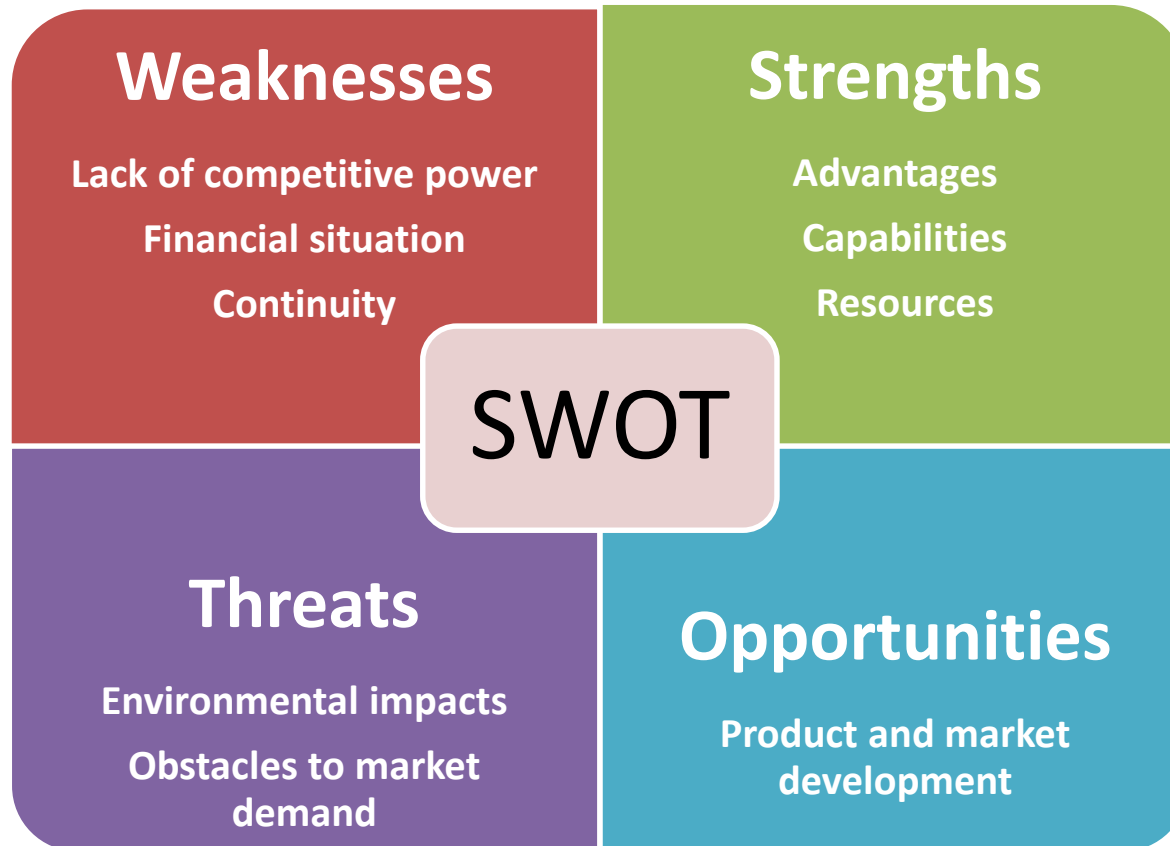 Weaknesses
Lack of competitive power
Financial situation
Continuity
Strengths
Advantages
Capabilities
Resources
SWOT
Threats
Environmental impacts
Obstacles to market
demand
Opportunities
Product and market
development